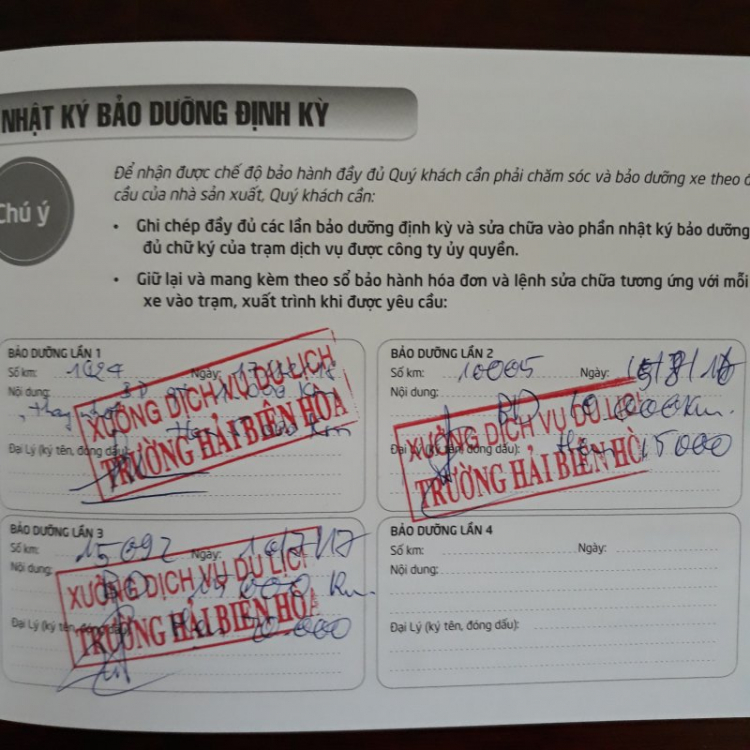 NHẬT KÝ BẢO DƯỠNG ĐỊNH KỲ
Chú ý
Để nhận được chế độ bảo hành đầy đủ Quý khách cần phải chăm sóc và bảo dưỡng xe theo
cầu của nhà sản xuất, Quý khách cần:
• Ghi chép đầy đủ các lần bảo dưỡng định kỳ và sửa chữa vào phần nhật ký bảo dưỡng
đủ chữ ký của trạm dịch vụ được công ty ủy quyền.
• Giữ lại và mang kèm theo sổ bảo hành hóa đơn và lệnh sửa chữa tương ứng với mỗi
xe vào trạm, xuất trình khi được yêu cầu:
BẢO DƯỠNG LẦN 1
Số km: 1024 Ngày:
Nội dung:
Đại Lý (ký tên, đóng dấu):
XƯỞNG DỊCH VỤ DU LỊCH
TRƯỜNG HẢI BIÊN HÒA
BẢO DƯỠNG LẦN 2
Số km: 10005 Ngày:
Nội dung:
BD 10.000 Km.
Đại Lý (ký tên, đóng dấu): 15000
XƯỞNG DỊCH VỤ DU LỊCH
TRƯỜNG HẢI BIÊN HÒA
BẢO DƯỠNG LẦN 3
Số km: 15092 Ngày:
Nội dung:
Km.
Đại Lý (ký tên, đóng dấu):
XƯỞNG DỊCH VỤ DU LỊCH
TRƯỜNG HẢI BIÊN HÒA
BẢO DƯỠNG LẦN 4
Số km: Ngày:
Nội dung:
Đại Lý (ký tên, đóng dấu):